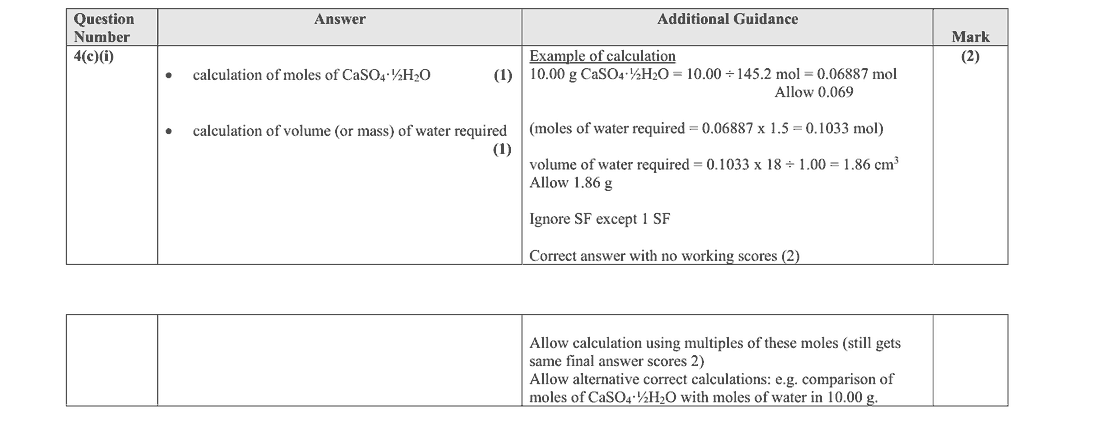 Question Number
Answer
Additional Guidance
Mark
4(c)(i)
• calculation of moles of CaSO₄·½H₂O (1)
• calculation of volume (or mass) of water required
(1)
Example of calculation
10.00 g CaSO₄·½H₂O = 10.00 ÷ 145.2 mol = 0.06887 mol
Allow 0.069
(moles of water required = 0.06887 x 1.5 = 0.1033 mol)
volume of water required = 0.1033 x 18 ÷ 1.00 = 1.86 cm³
Allow 1.86 g
Ignore SF except 1 SF
Correct answer with no working scores (2)
(2)
Allow calculation using multiples of these moles (still gets
same final answer scores 2)
Allow alternative correct calculations: e.g. comparison of
moles of CaSO₄·½H₂O with moles of water in 10.00 g.